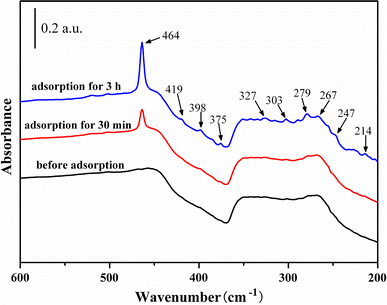 0.2 a.u.
464
adsorption for 3 h
419
398
375
327
303
279
267
247
214
adsorption for 30 min
before adsorption
Absorbance
600
500
400
300
200
Wavenumber (cm-1)